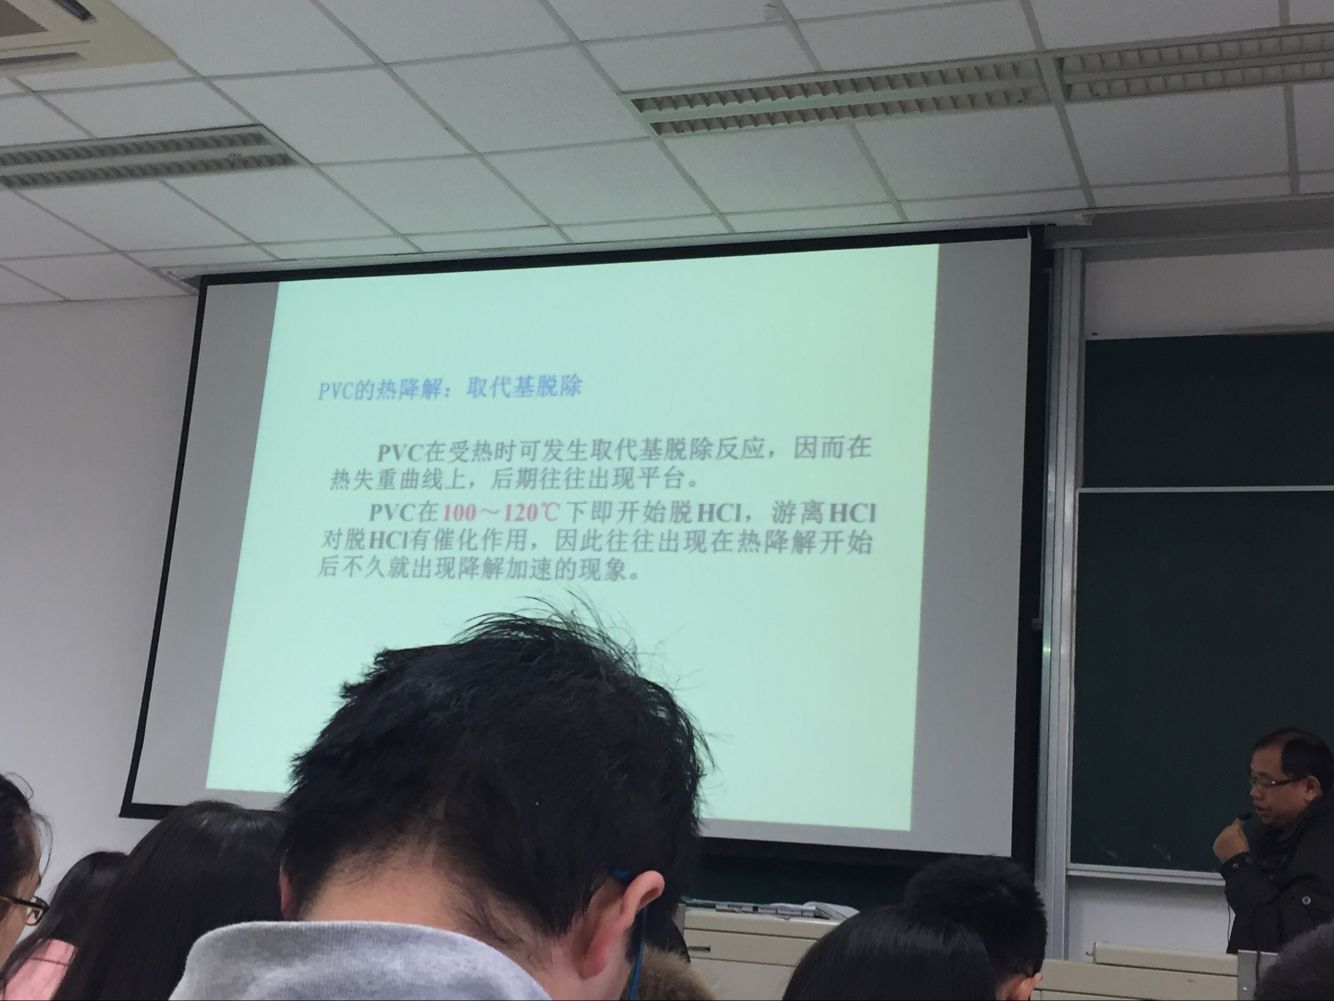 PVC的热降解：取代基脱除
PVC在受热时可发生取代基脱除反应，因而在
热失重曲线上，后期往往出现平台。
PVC在100～120℃下即开始脱HCl，游离HCl
对脱HCl有催化作用，因此往往出现在热降解开始
后不久就出现降解加速的现象。